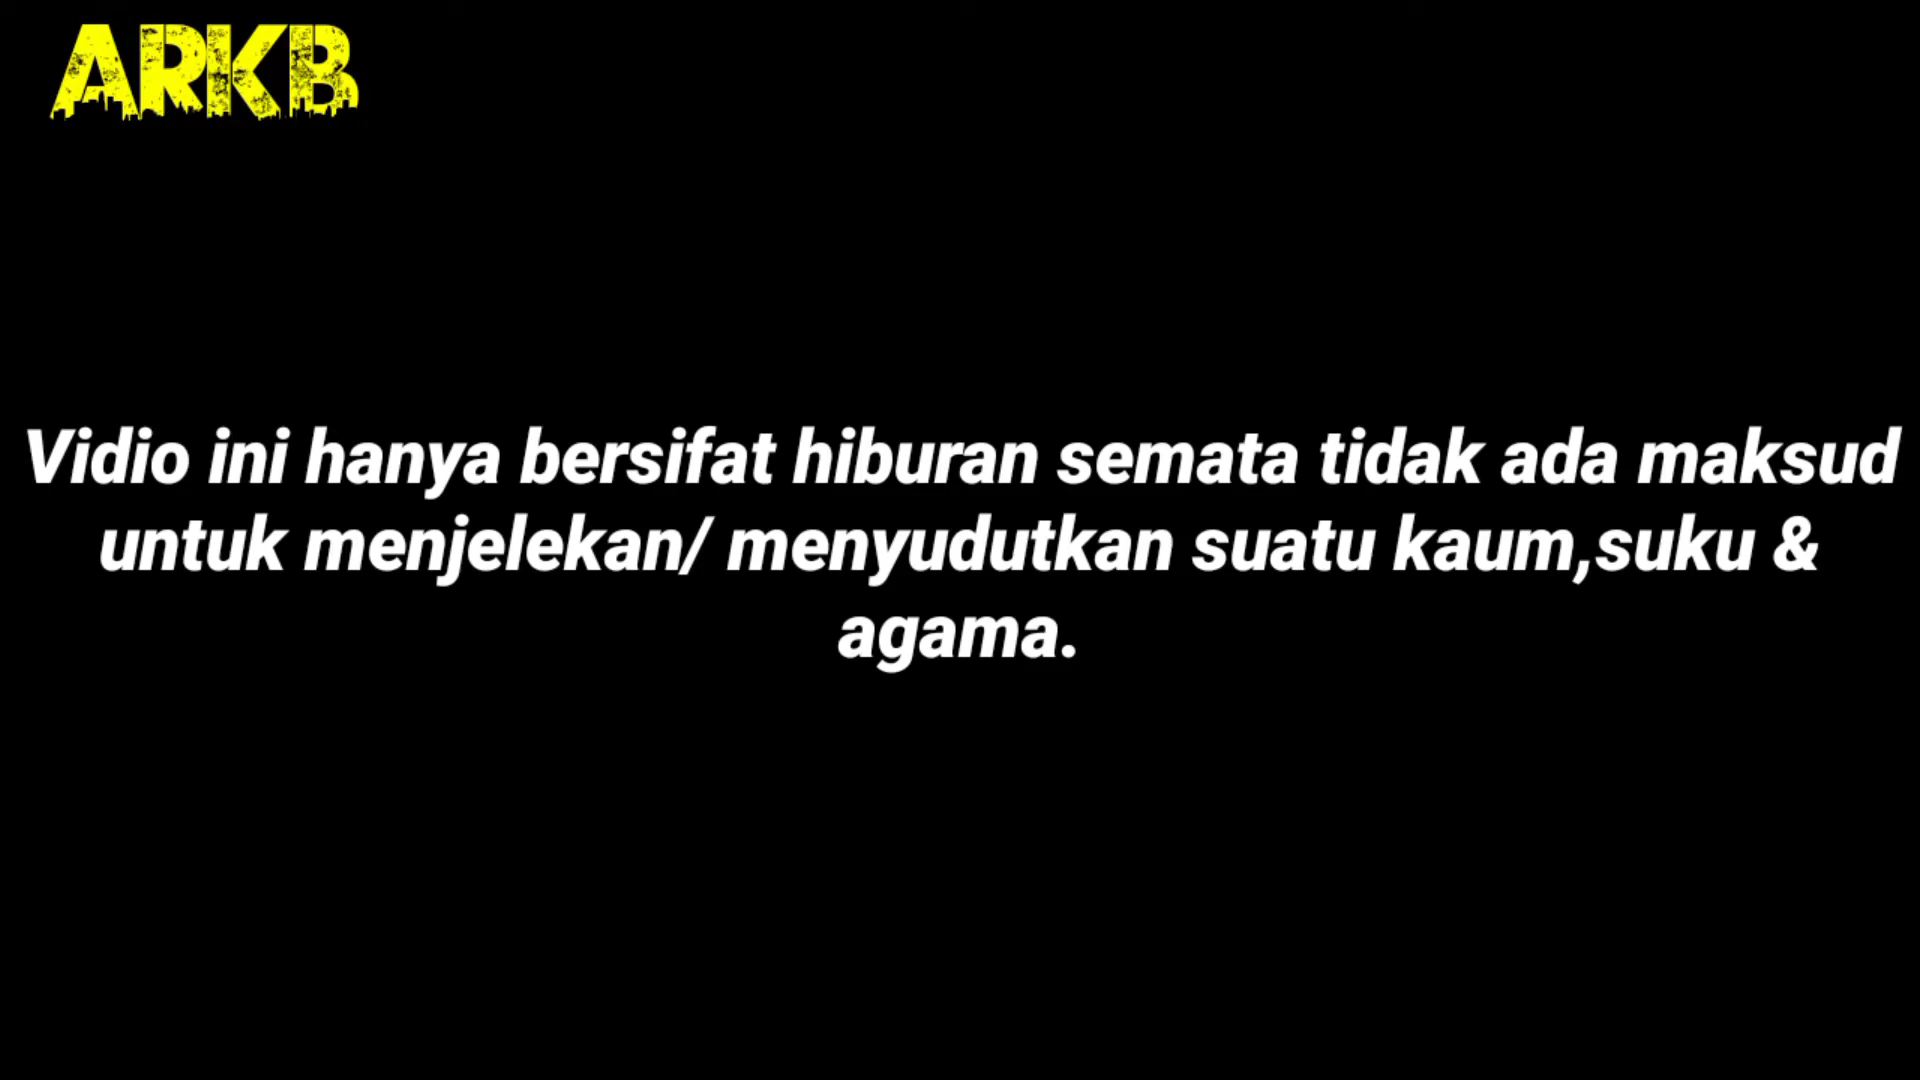 ARKB
Vidio ini hanya bersifat hiburan semata tidak ada maksud
untuk menjelekan/ menyudutkan suatu kaum,suku &
agama.